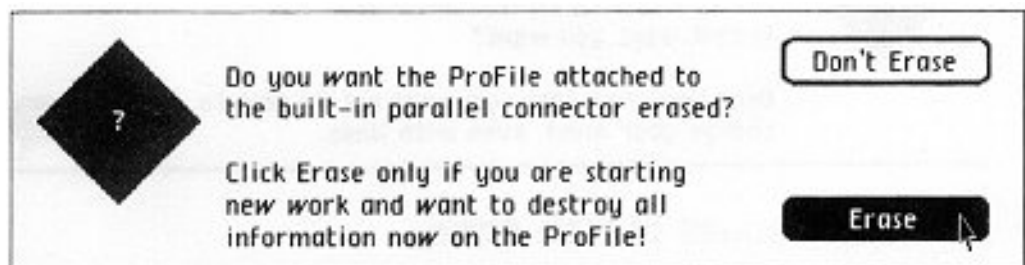 ?
Do you want the ProFile attached to
the built-in parallel connector erased?
Click Erase only if you are starting
new work and want to destroy all
information now on the ProFile!
Don't Erase
Erase